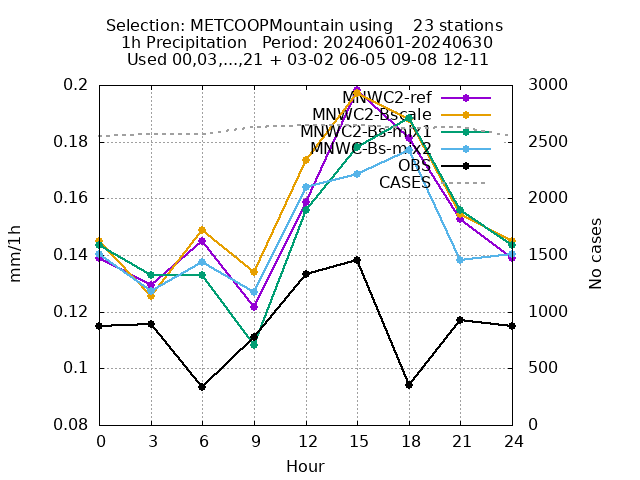 Selection: METCOOPMountain using    23 stations
1h Precipitation   Period: 20240601-20240630
Used 00,03,...,21 + 03-02 06-05 09-08 12-11
MNWC2-ref
MNWC2-Bscale
MNWC2-Bs-mix1
MNWC-Bs-mix2
OBS
CASES
0.2
0.18
0.16
0.14
0.12
0.1
0.08
mm/1h
3000
2500
2000
1500
1000
500
0
No cases
0 3 6 9 12 15 18 21 24
Hour